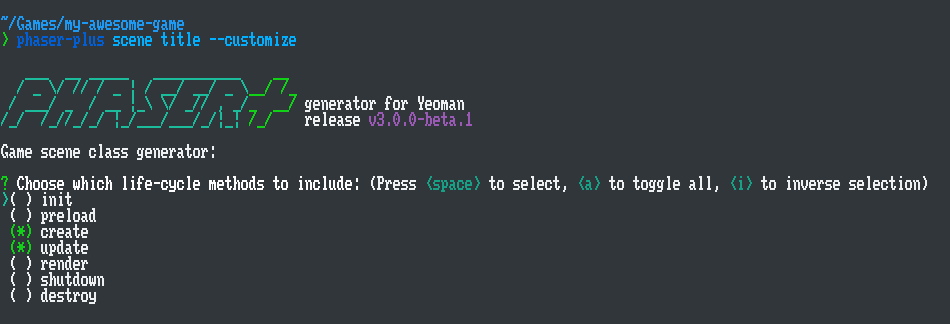 ~/Games/my-awesome-game
> phaser-plus scene title --customize
PHASER+
generator for Yeoman
release v3.0.0-beta.1
Game scene class generator:
? Choose which life-cycle methods to include: (Press <space> to select, <a> to toggle all, <i> to inverse selection)
>( ) init
( ) preload
(*) create
(*) update
( ) render
( ) shutdown
( ) destroy